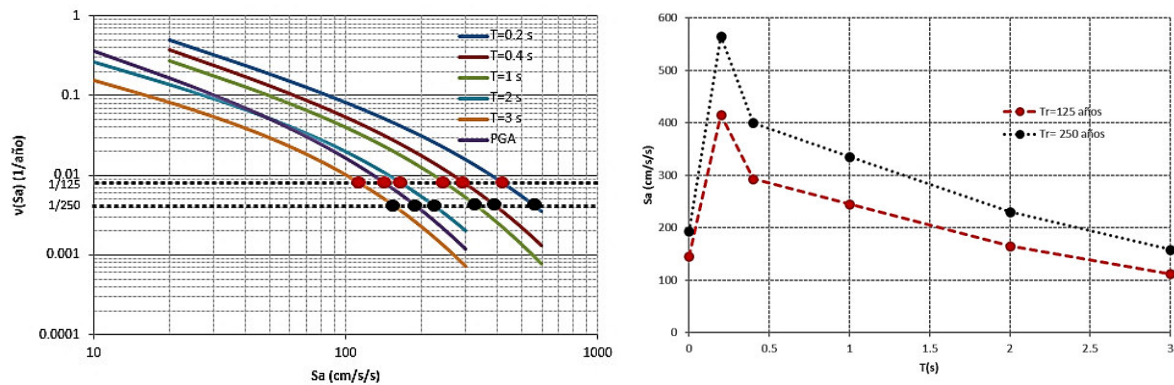 1
0.1
0.01
1/125
1/250
0.001
0.0001
ν(Sa) (1/año)
T=0.2 s
T=0.4 s
T=1 s
T=2 s
T=3 s
PGA
10
100
1000
Sa (cm/s/s)
600
500
400
300
200
100
0
Sa (cm/s/s)
Tr=125 años
Tr= 250 años
0
0.5
1
1.5
2
2.5
3
T(s)